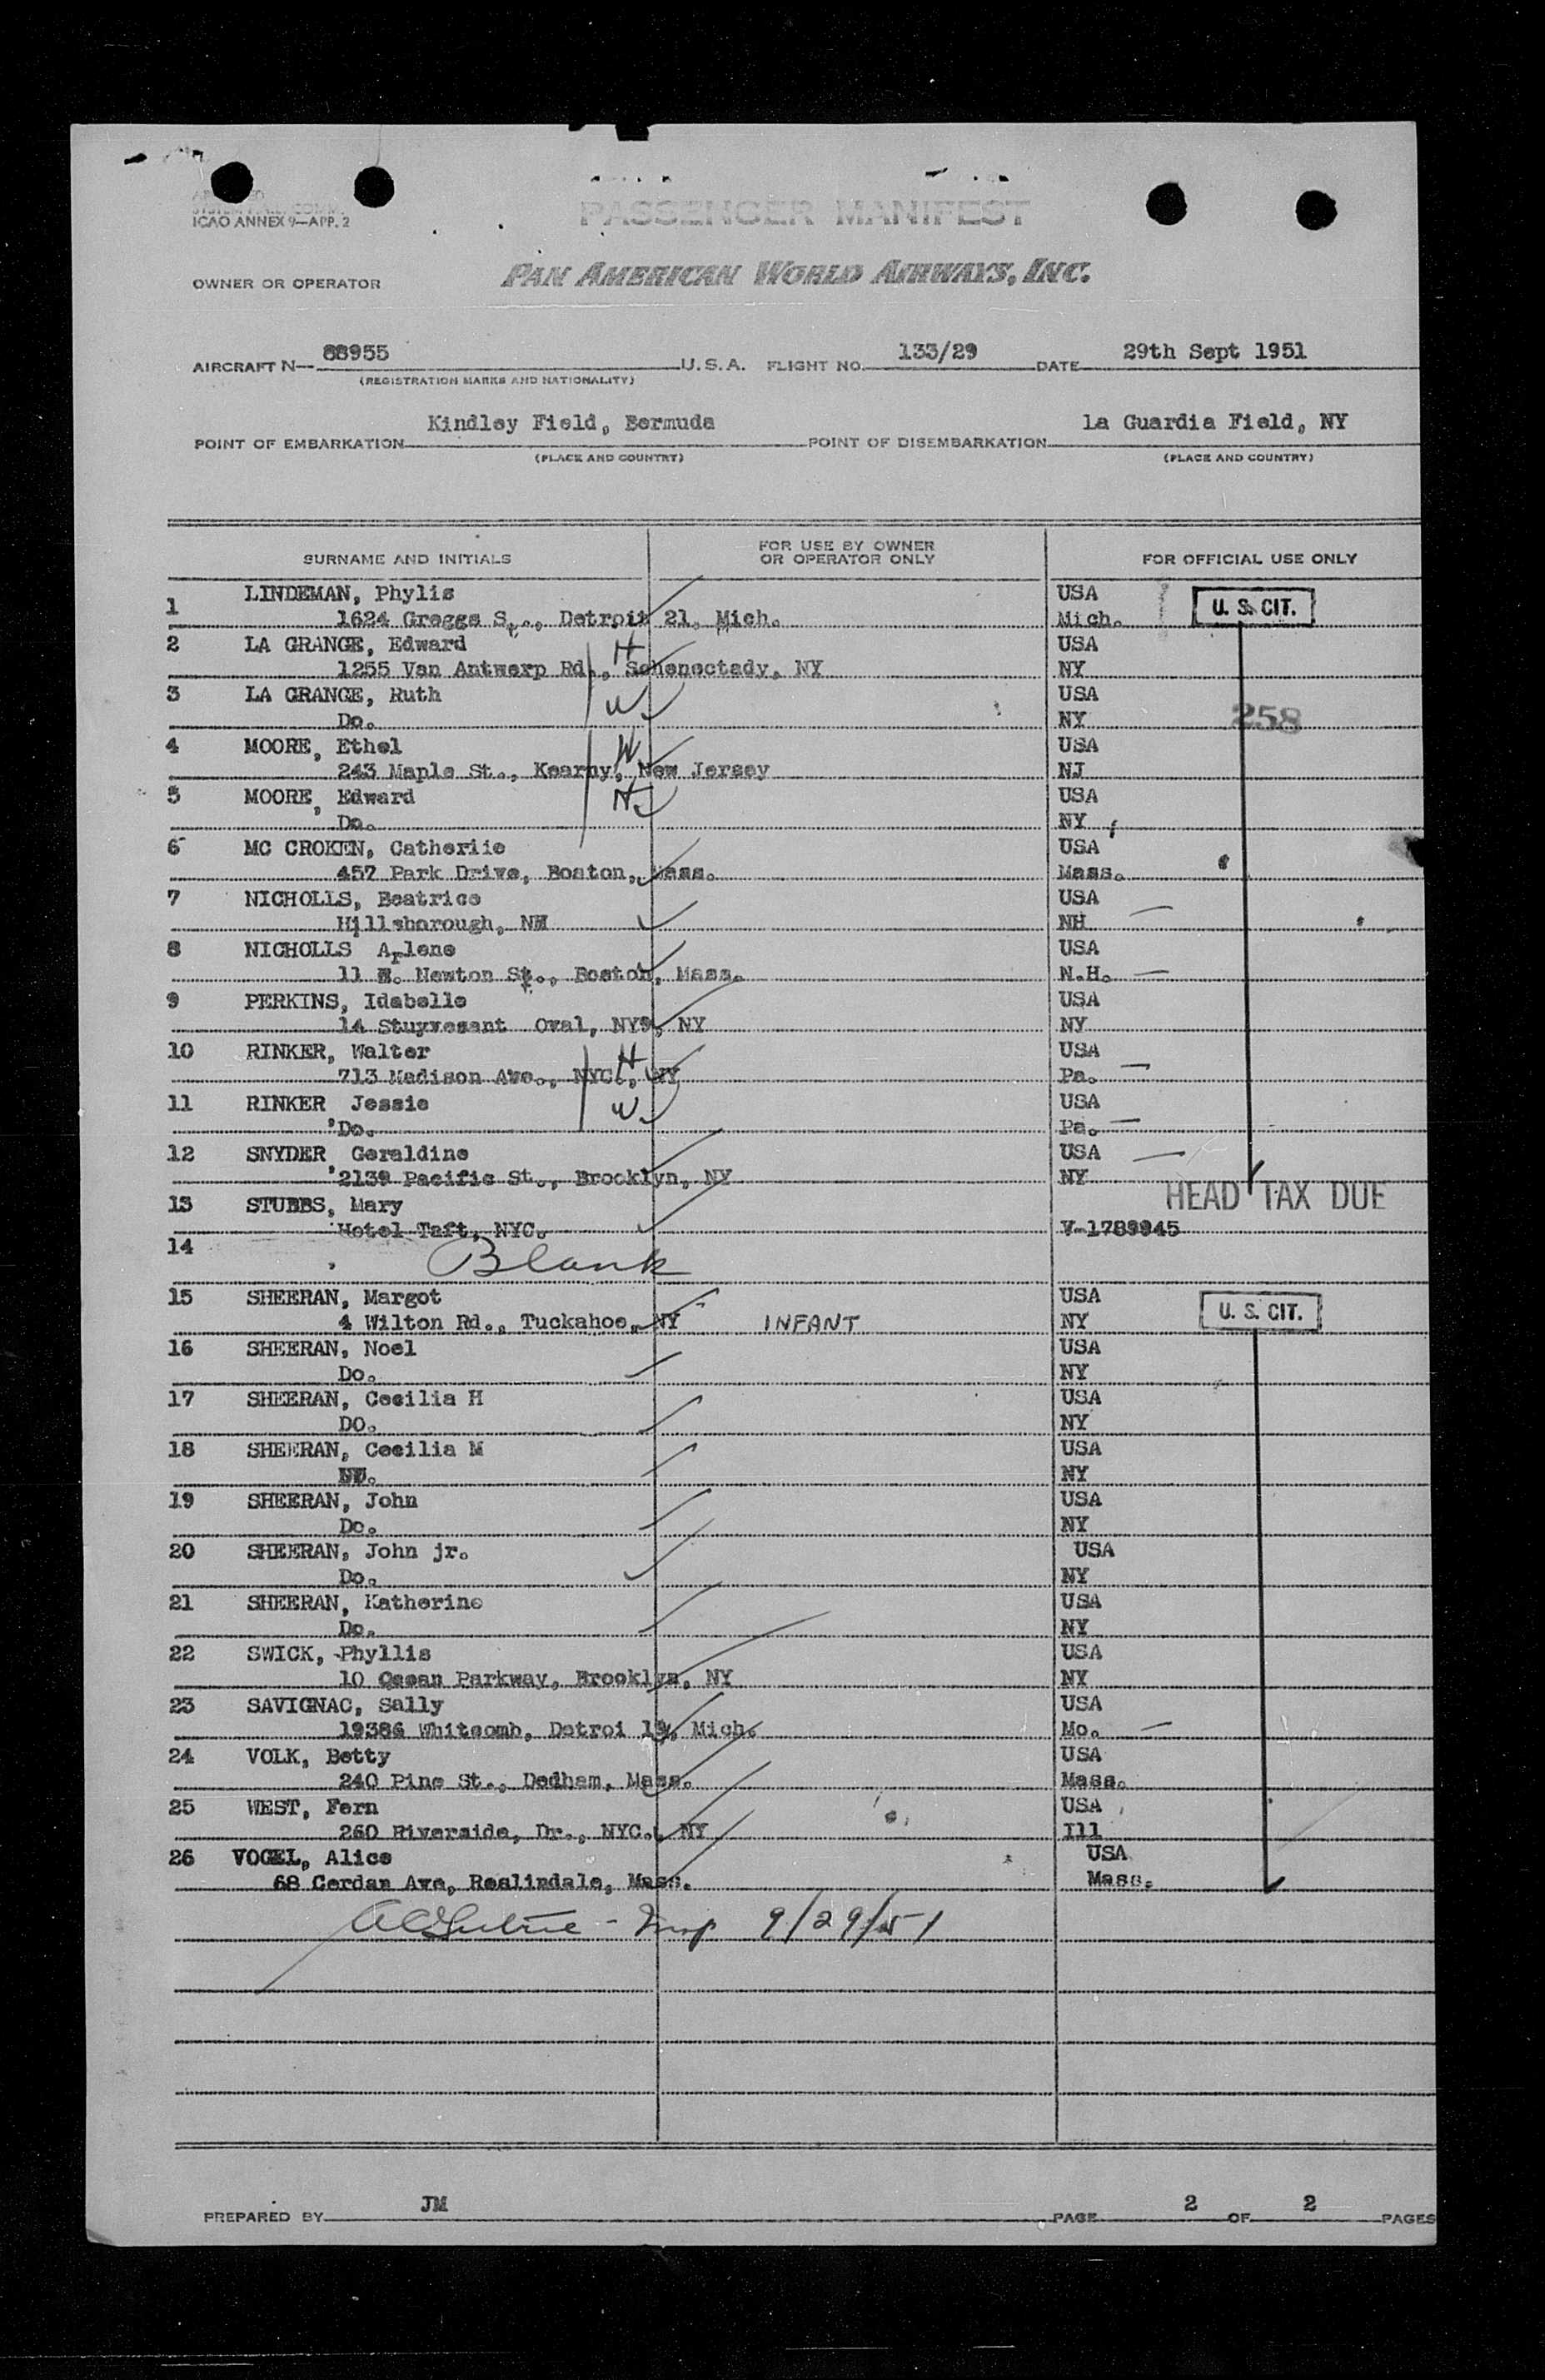 ICAO ANNEX 9—APP. 2
PASSENGER MANIFEST
OWNER OR OPERATOR PAN AMERICAN WORLD AIRWAYS, INC.
AIRCRAFT N— 88955 U.S.A. FLIGHT NO. 133/29 DATE 29th Sept 1951
(REGISTRATION MARKS AND NATIONALITY)
POINT OF EMBARKATION Kindley Field, Bermuda POINT OF DISEMBARKATION La Guardia Field, NY
(PLACE AND COUNTRY) (PLACE AND COUNTRY)
SURNAME AND INITIALS FOR USE BY OWNER OR OPERATOR ONLY FOR OFFICIAL USE ONLY
1 LINDEMAN, Phylis USA U. S. CIT.
1624 Greggs St., Detroit 21, Mich. Mich.
2 LA GRANGE, Edward H USA
1255 Van Antwerp Rd., Schenectady, NY NY
3 LA GRANGE, Ruth W USA
Do. NY 258
4 MOORE, Ethel W USA
243 Maple St., Kearny, New Jersey NJ
5 MOORE, Edward H USA
Do. NY
6 MC CROKEN, Catheriie USA
457 Park Drive, Boston, Mass. Mass.
7 NICHOLLS, Beatrice USA
Hillsborough, NH NH
8 NICHOLLS Arlene USA
11 E. Newton St., Boston, Mass. N.H.
9 PERKINS, Idabelle USA
14 Stuyvesant Oval, NY9, NY NY
10 RINKER, Walter H USA
713 Madison Ave., NYC., NY Pa.
11 RINKER Jessie W USA
Do. Pa.
12 SNYDER, Geraldine USA
2139 Pacific St., Brooklyn, NY NY
HEAD TAX DUE
13 STUBBS, Mary
Hotel Taft, NYC. V-1789945
14 Blank
15 SHEERAN, Margot USA U. S. CIT.
4 Wilton Rd., Tuckahoe, NY INFANT NY
16 SHEERAN, Noel USA
Do. NY
17 SHEERAN, Cecilia H USA
DO. NY
18 SHEERAN, Cecilia M USA
NY
19 SHEERAN, John USA
Do. NY
20 SHEERAN, John jr. USA
Do. NY
21 SHEERAN, Katherine USA
Do. NY
22 SWICK, Phyllis USA
10 Ocean Parkway, Brooklyn, NY NY
23 SAVIGNAC, Sally USA
19386 Whitcomb, Detroi Mich. Mo.
24 VOLK, Betty USA
240 Pine St., Dedham, Mass. Mass.
25 WEST, Fern USA
260 Riverside, Dr., NYC., NY Ill
26 VOGEL, Alice USA
68 Cerdan Ave, Roslindale, Mass. Mass.
9/29/51
PREPARED BY JM PAGE 2 OF 2 PAGES